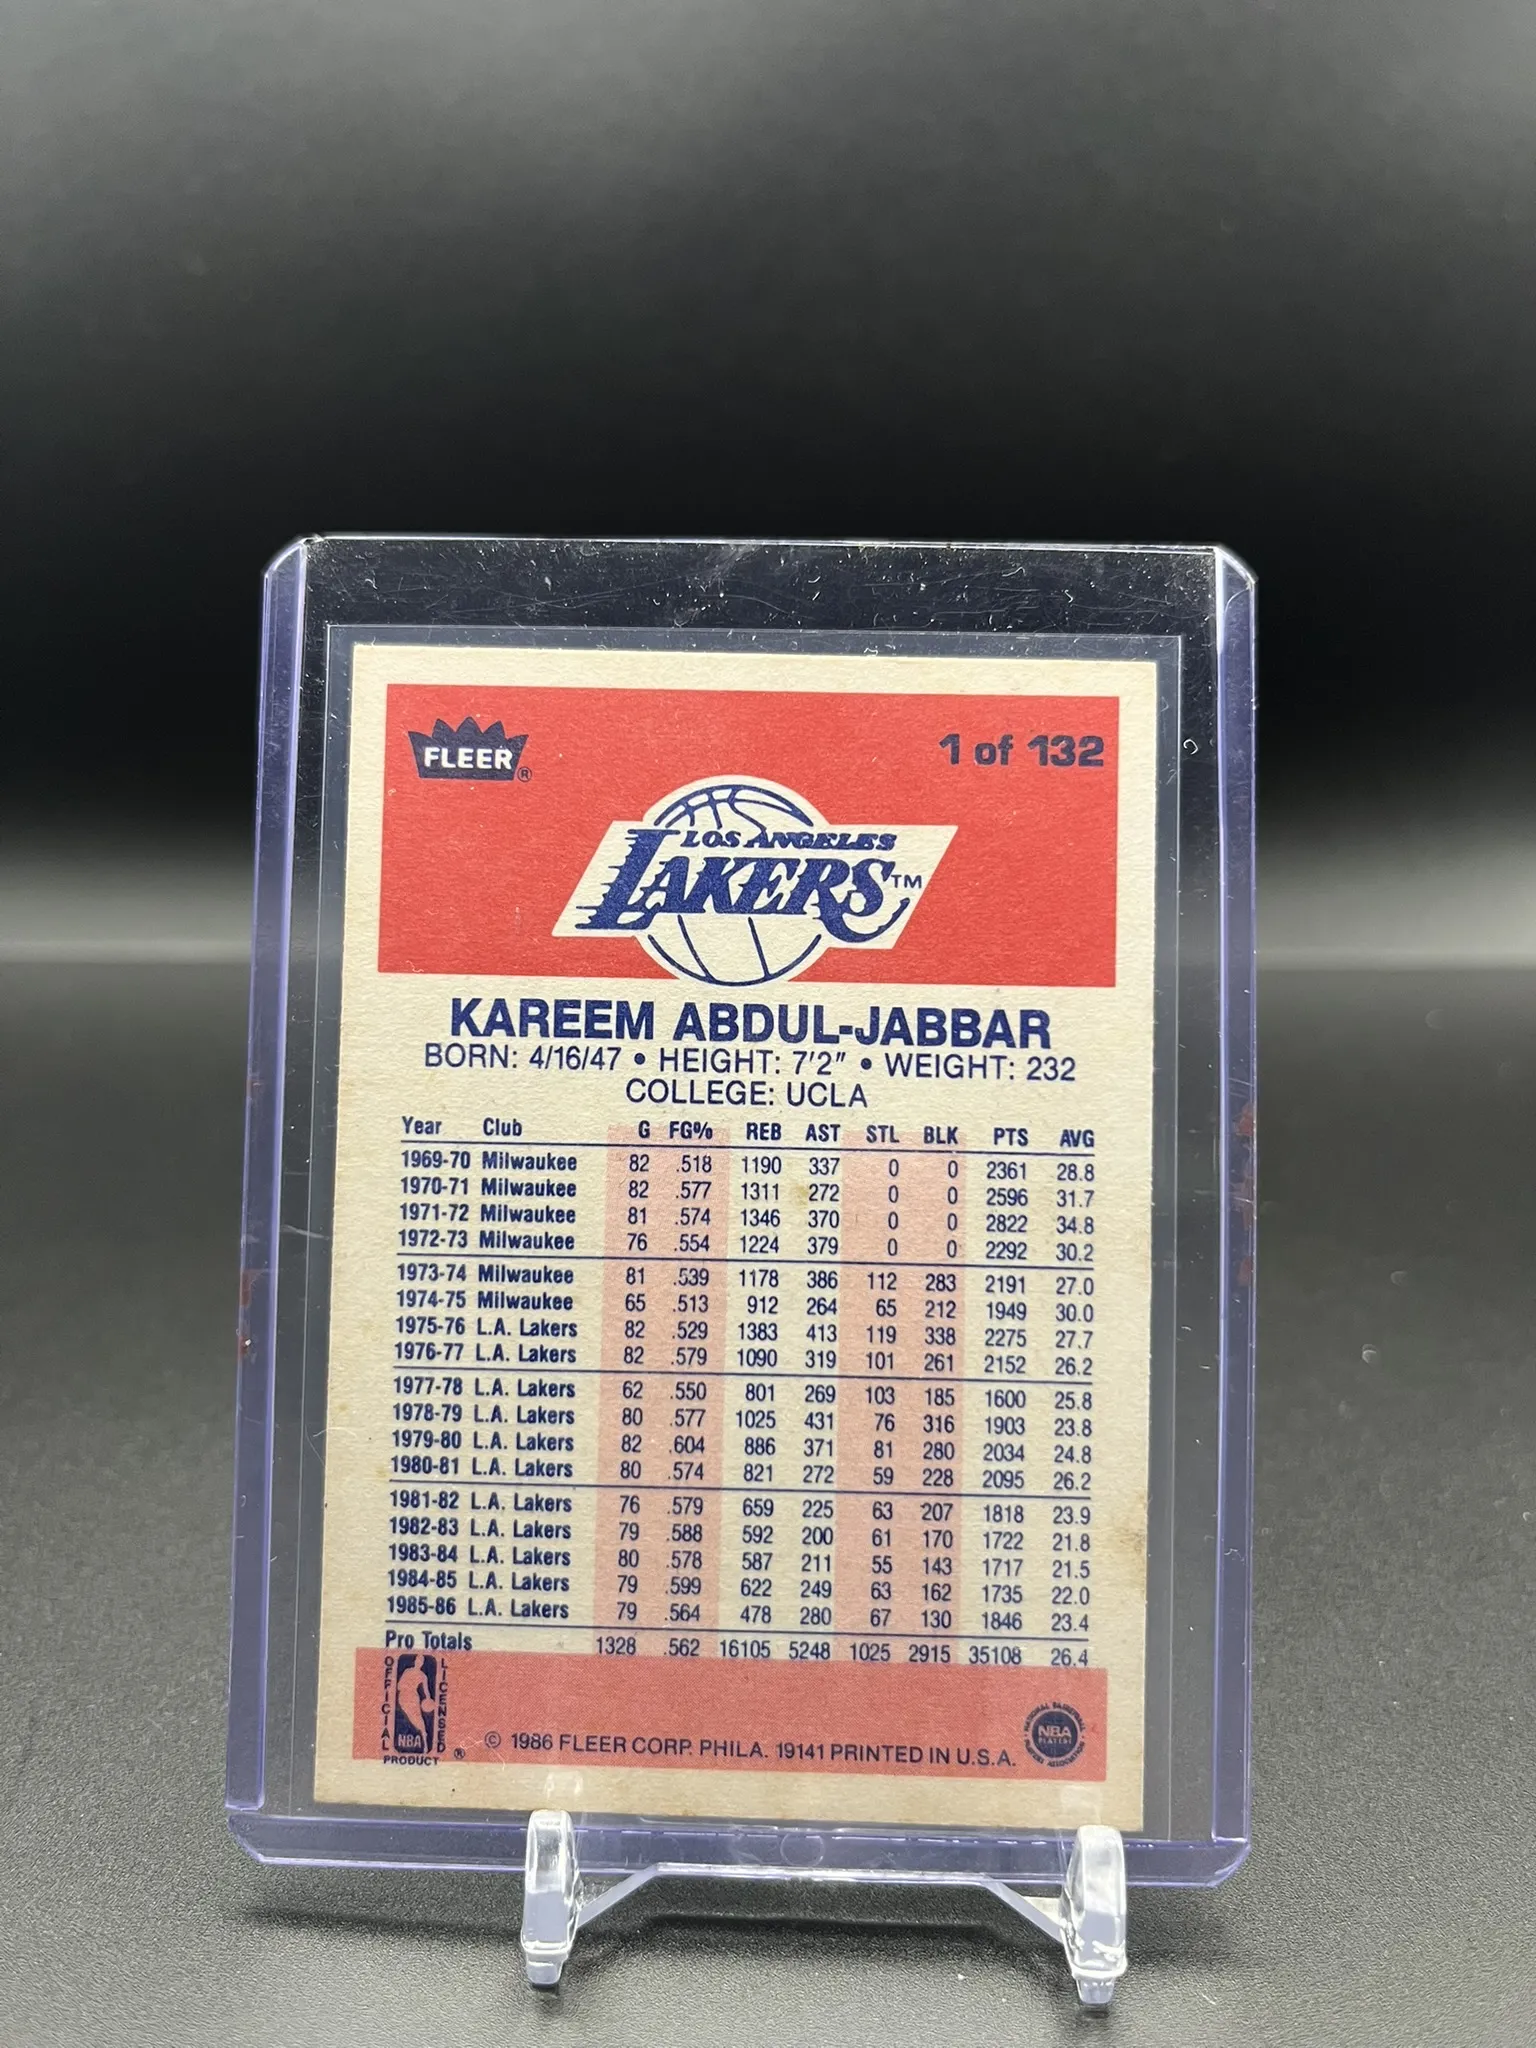 FLEER®
1 of 132
LOS ANGELES
LAKERS™
KAREEM ABDUL-JABBAR
BORN: 4/16/47 • HEIGHT: 7'2" • WEIGHT: 232
COLLEGE: UCLA
Year Club G FG% REB AST STL BLK PTS AVG
1969-70 Milwaukee 82 .518 1190 337 0 0 2361 28.8
1970-71 Milwaukee 82 .577 1311 272 0 0 2596 31.7
1971-72 Milwaukee 81 .574 1346 370 0 0 2822 34.8
1972-73 Milwaukee 76 .554 1224 379 0 0 2292 30.2
1973-74 Milwaukee 81 .539 1178 386 112 283 2191 27.0
1974-75 Milwaukee 65 .513 912 264 65 212 1949 30.0
1975-76 L.A. Lakers 82 .529 1383 413 119 338 2275 27.7
1976-77 L.A. Lakers 82 .579 1090 319 101 261 2152 26.2
1977-78 L.A. Lakers 62 .550 801 269 103 185 1600 25.8
1978-79 L.A. Lakers 80 .577 1025 431 76 316 1903 23.8
1979-80 L.A. Lakers 82 .604 886 371 81 280 2034 24.8
1980-81 L.A. Lakers 80 .574 821 272 59 228 2095 26.2
1981-82 L.A. Lakers 76 .579 659 225 63 207 1818 23.9
1982-83 L.A. Lakers 79 .588 592 200 61 170 1722 21.8
1983-84 L.A. Lakers 80 .578 587 211 55 143 1717 21.5
1984-85 L.A. Lakers 79 .599 622 249 63 162 1735 22.0
1985-86 L.A. Lakers 79 .564 478 280 67 130 1846 23.4
Pro Totals 1328 .562 16105 5248 1025 2915 35108 26.4
OFFICIAL LICENSED
NBA
PRODUCT ®
© 1986 FLEER CORP. PHILA. 19141 PRINTED IN U.S.A.
NATIONAL BASKETBALL
NBA
PLAYERS
ASSOCIATION